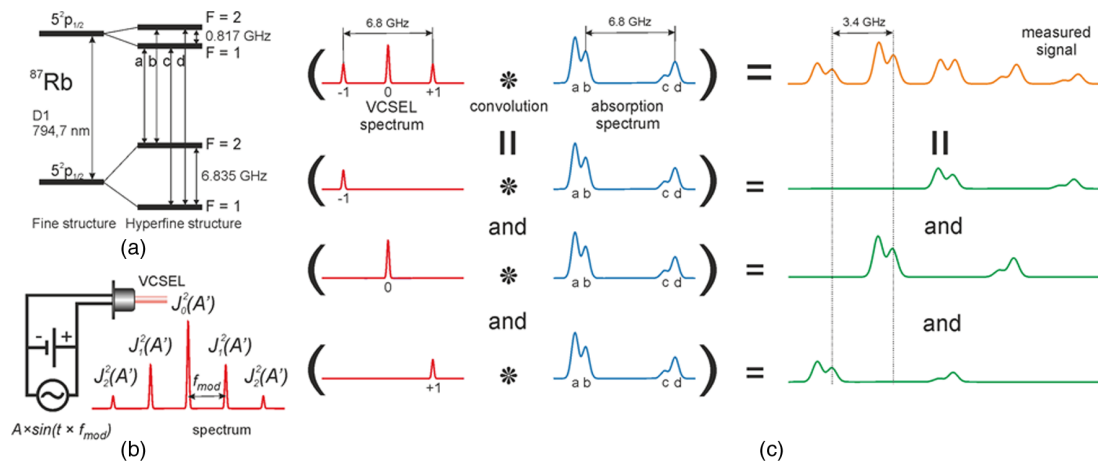 (a)
5²p₁/₂
F = 2
0.817 GHz
F = 1
a b c d
⁸⁷Rb
D1
794,7 nm
F = 2
5²p₁/₂
6.835 GHz
F = 1
Fine structure
Hyperfine structure
(a)
VCSEL
J₀²(A')
J₁²(A')
J₁²(A')
J₂²(A')
J₂²(A')
f_mod
- +
A×sin(t × f_mod)
spectrum
(b)
6.8 GHz
6.8 GHz
3.4 GHz
measured
signal
( -1 0 +1 ✱ a b c d ) =
VCSEL
spectrum
convolution
absorption
spectrum
=
=
( -1 ✱ a b c d ) =
and
and
( 0 ✱ a b c d ) =
and
and
( +1 ✱ a b c d ) =
(c)